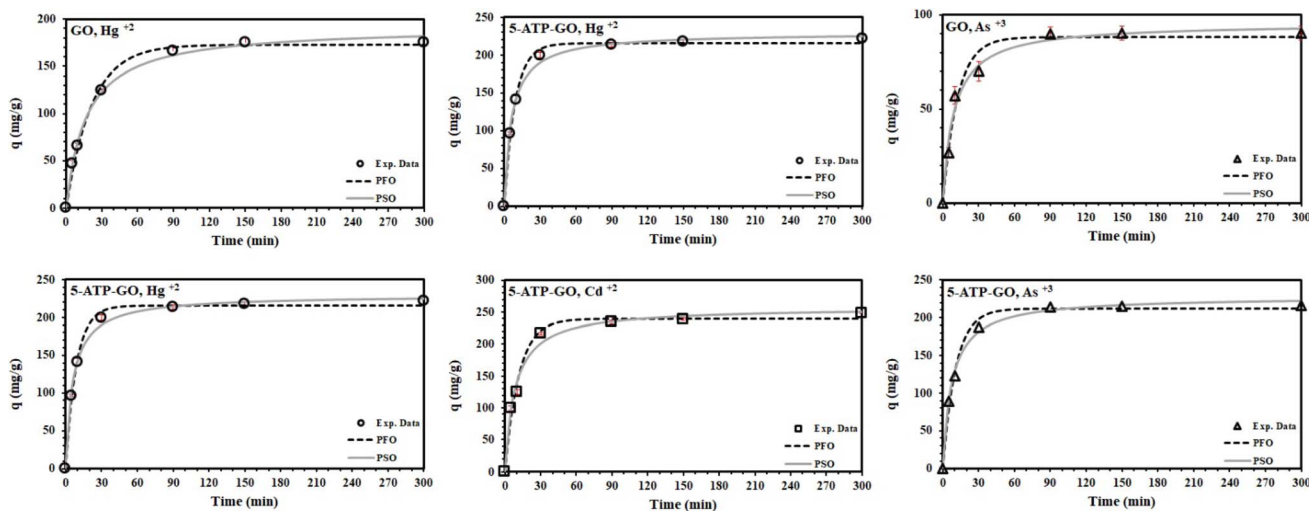 GO, Hg +2
200
150
100
50
0
q (mg/g)
Exp. Data
PFO
PSO
0 30 60 90 120 150 180 210 240 270 300
Time (min)
5-ATP-GO, Hg +2
250
200
150
100
50
0
q (mg/g)
Exp. Data
PFO
PSO
0 30 60 90 120 150 180 210 240 270 300
Time (min)
GO, As +3
100
50
0
q (mg/g)
Exp. Data
PFO
PSO
0 30 60 90 120 150 180 210 240 270 300
Time (min)
5-ATP-GO, Hg +2
250
200
150
100
50
0
q (mg/g)
Exp. Data
PFO
PSO
0 30 60 90 120 150 180 210 240 270 300
Time (min)
5-ATP-GO, Cd +2
300
250
200
150
100
50
0
q (mg/g)
Exp. Data
PFO
PSO
0 30 60 90 120 150 180 210 240 270 300
Time (min)
5-ATP-GO, As +3
250
200
150
100
50
0
q (mg/g)
Exp. Data
PFO
PSO
0 30 60 90 120 150 180 210 240 270 300
Time (min)